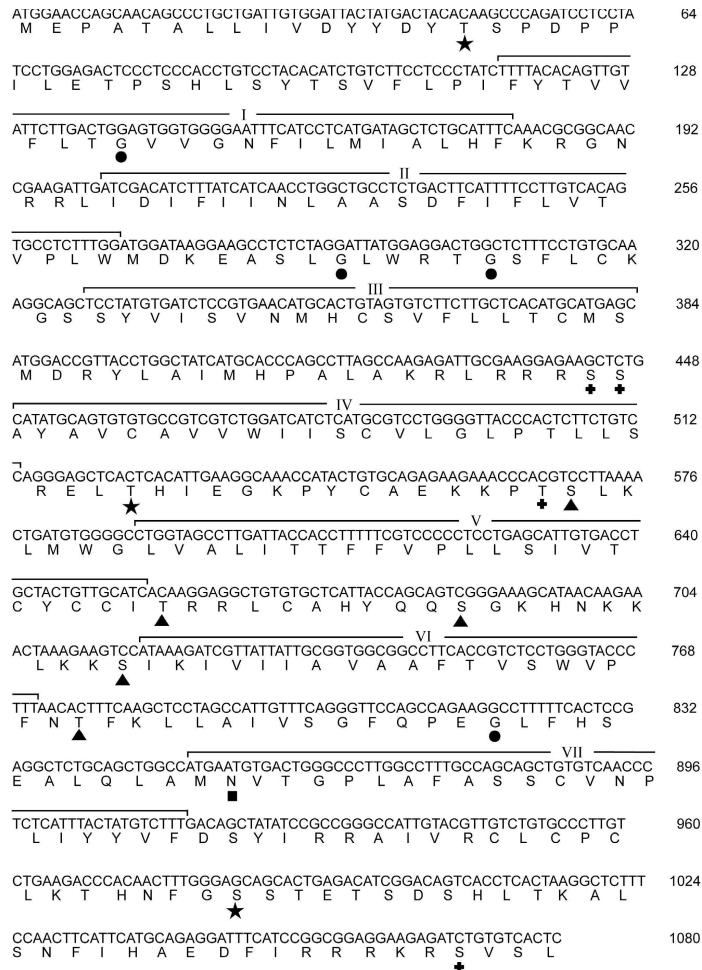 ATGGAACCAGCAACAGCCCTGCTGATTGTGGATTACTATGACTACACAAGCCCAGATCCTCCTA 64
M E P A T A L L I V D Y Y D Y T S P D P P
★
TCCTGGAGACTCCCTCCCACCTGTCCTACACATCTGTCTTCCTCCCTATCTTTTACACAGTTGT 128
I L E T P S H L S Y T S V F L P I F Y T V V
I
ATTCTTGACTGGAGTGGTGGGGAATTTCATCCTCATGATAGCTCTGCATTTCAAACGCGGCAAC 192
F L T G V V G N F I L M I A L H F K R G N
●
II
CGAAGATTGATCGACATCTTTATCATCAACCTGGCTGCCTCTGACTTCATTTTCCTTGTCACAG 256
R R L I D I F I I N L A A S D F I F L V T
TGCCTCTTTGGATGGATAAGGAAGCCTCTCTAGGATTATGGAGGACTGGCTCTTTCCTGTGCAA 320
V P L W M D K E A S L G L W R T G S F L C K
● ●
III
AGGCAGCTCCTATGTGATCTCCGTGAACATGCACTGTAGTGTCTTCTTGCTCACATGCATGAGC 384
G S S Y V I S V N M H C S V F L L T C M S
ATGGACCGTTACCTGGCTATCATGCACCCAGCCTTAGCCAAGAGATTGCGAAGGAGAAGCTCTG 448
M D R Y L A I M H P A L A K R L R R R S S
✚ ✚
IV
CATATGCAGTGTGTGCCGTCGTCTGGATCATCTCATGCGTCCTGGGGTTACCCACTCTTCTGTC 512
A Y A V C A V V W I I S C V L G L P T L L S
CAGGGAGCTCACTCACATTGAAGGCAAACCATACTGTGCAGAGAAGAAACCCACGTCCTTAAAA 576
R E L T H I E G K P Y C A E K K P T S L K
★ ✚ ▲
V
CTGATGTGGGGCCTGGTAGCCTTGATTACCACCTTTTTCGTCCCCCTCCTGAGCATTGTGACCT 640
L M W G L V A L I T T F F V P L L S I V T
GCTACTGTTGCATCACAAGGAGGCTGTGTGCTCATTACCAGCAGTCGGGAAAGCATAACAAGAA 704
C Y C C I T R R L C A H Y Q Q S G K H N K K
▲ ▲
VI
ACTAAAGAAGTCCATAAAGATCGTTATTATTGCGGTGGCGGCCTTCACCGTCTCCTGGGTACCC 768
L K K S I K I V I I A V A A F T V S W V P
▲
TTTAACACTTTCAAGCTCCTAGCCATTGTTTCAGGGTTCCAGCCAGAAGGCCTTTTTCACTCCG 832
F N T F K L L A I V S G F Q P E G L F H S
▲ ●
VII
AGGCTCTGCAGCTGGCCATGAATGTGACTGGGCCCTTGGCCTTTGCCAGCAGCTGTGTCAACCC 896
E A L Q L A M N V T G P L A F A S S C V N P
■
TCTCATTTACTATGTCTTTGACAGCTATATCCGCCGGGCCATTGTACGTTGTCTGTGCCCTTGT 960
L I Y Y V F D S Y I R R A I V R C L C P C
CTGAAGACCCACAACTTTGGGAGCAGCACTGAGACATCGGACAGTCACCTCACTAAGGCTCTTT 1024
L K T H N F G S S T E T S D S H L T K A L
★
CCAACTTCATTCATGCAGAGGATTTCATCCGGCGGAGGAAGAGATCTGTGTCACTC 1080
S N F I H A E D F I R R R K R S V S L
✚